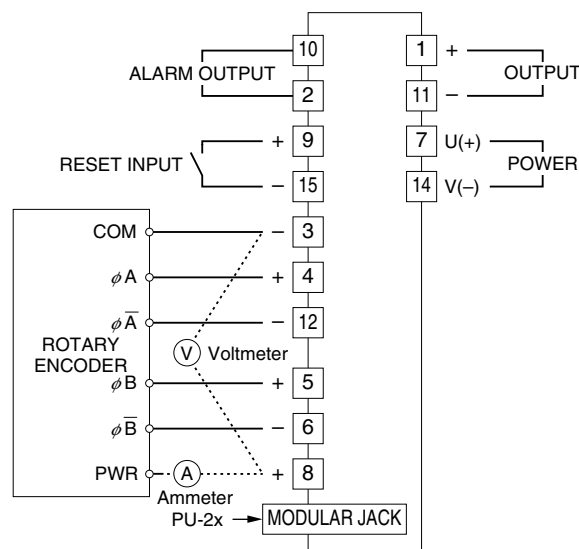 10 1 +
ALARM OUTPUT OUTPUT
2 11 –
+ 9 7 U(+)
RESET INPUT POWER
– 15 14 V(–)
COM – 3
φA + 4
φA̅ – 12
ROTARY
ENCODER
V Voltmeter
φB + 5
φB̅ – 6
PWR A + 8
Ammeter
PU-2x MODULAR JACK